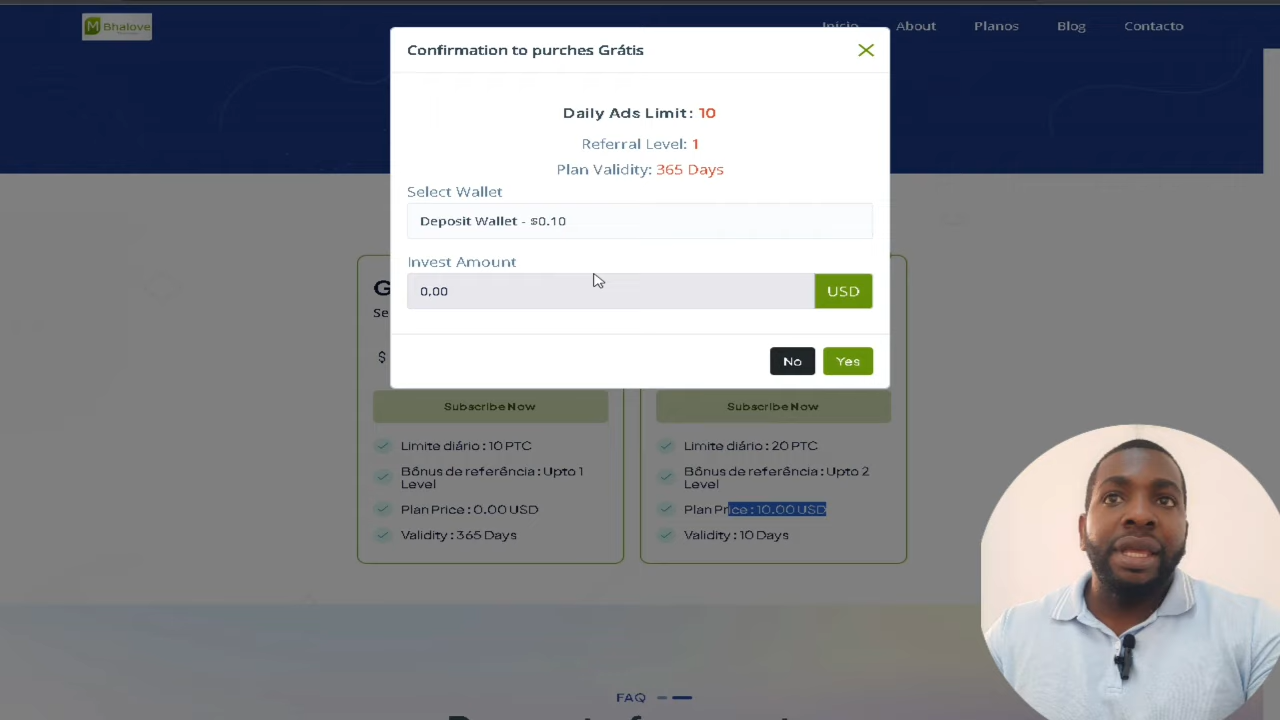 M Bhalove
Inicio About Planos Blog Contacto
Confirmation to purches Grátis
Daily Ads Limit: 10
Referral Level: 1
Plan Validity: 365 Days
Select Wallet
Deposit Wallet - $0.10
Invest Amount
0,00 USD
No Yes
G
Se
$
Subscribe Now
Limite diário : 10 PTC
Bônus de referência : Upto 1
Level
Plan Price : 0.00 USD
Validity : 365 Days
Subscribe Now
Limite diário : 20 PTC
Bônus de referência : Upto 2
Level
Plan Price : 10.00 USD
Validity : 10 Days
FAQ